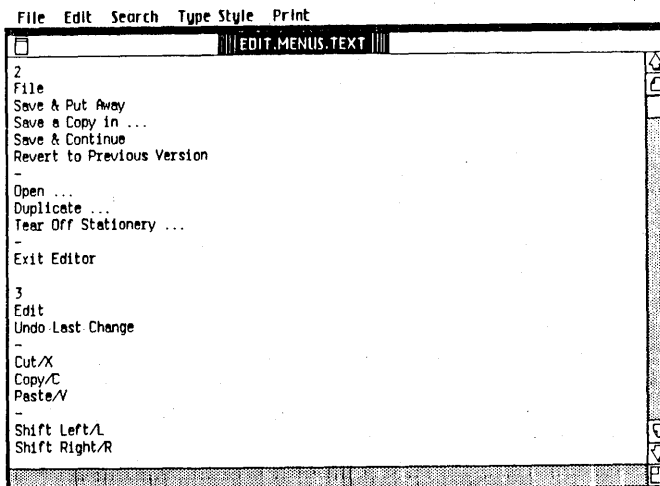 File Edit Search Type Style Print
EDIT.MENUS.TEXT
2
File
Save & Put Away
Save a Copy in ...
Save & Continue
Revert to Previous Version
-
Open ...
Duplicate ...
Tear Off Stationery ...
-
Exit Editor
3
Edit
Undo Last Change
-
Cut/X
Copy/C
Paste/V
-
Shift Left/L
Shift Right/R